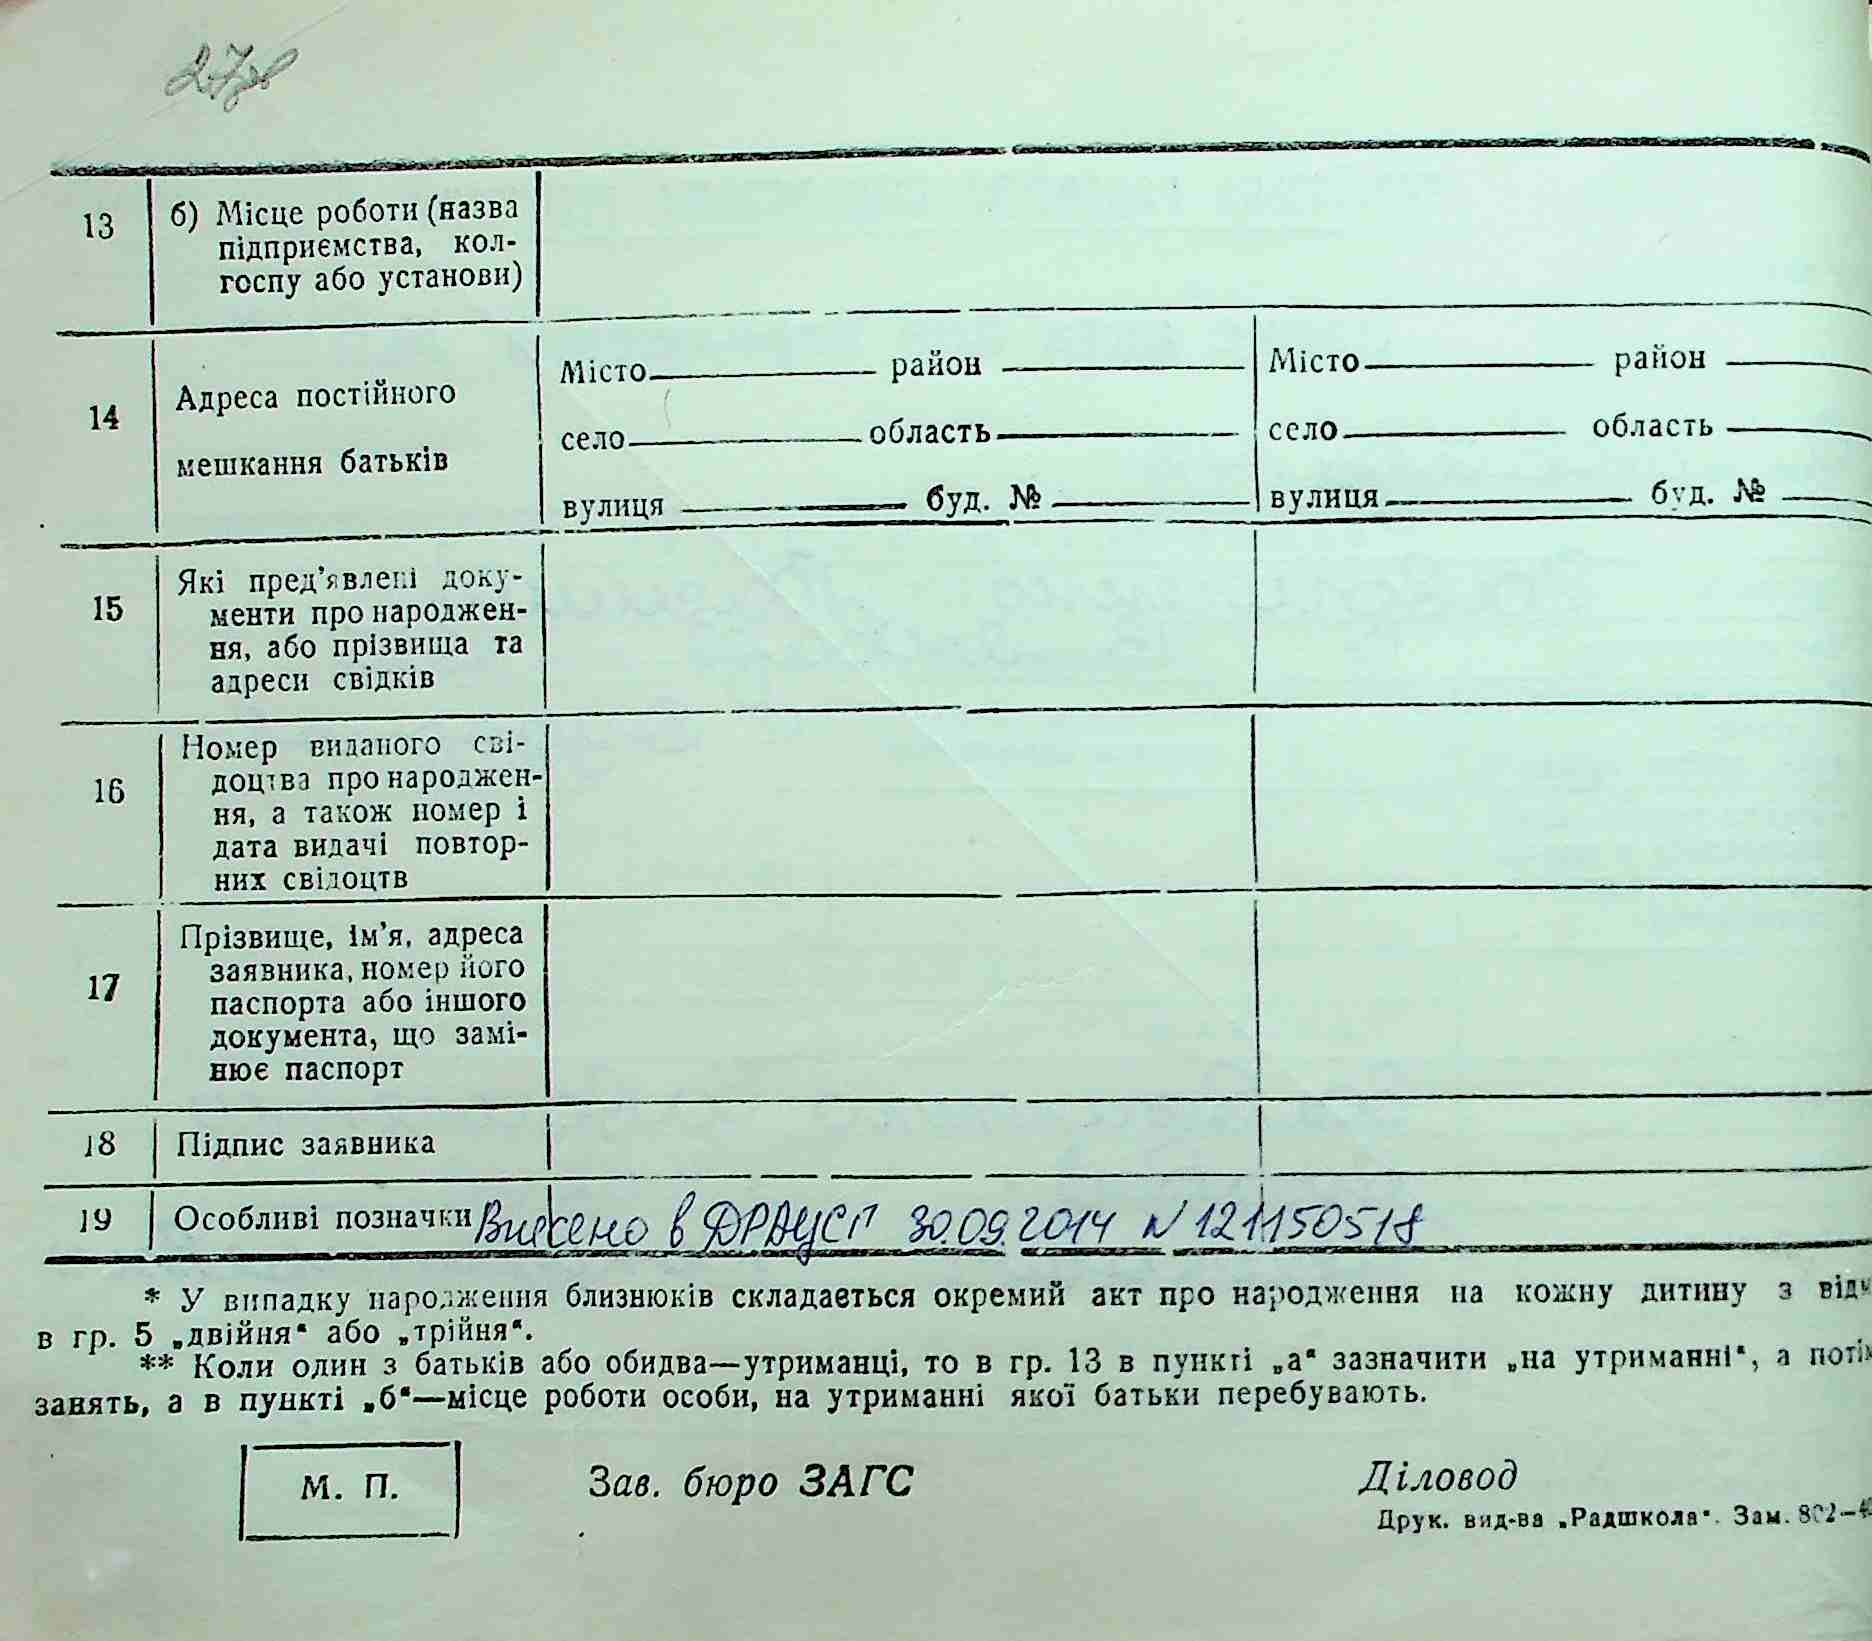 27зв
13 б) Місце роботи (назва
підприємства, кол-
госпу або установи)
14 Адреса постійного
мешкання батьків
Місто район
село область
вулиця буд. №
Місто район
село область
вулиця буд. №
15 Які пред’явлені доку-
менти про народжен-
ня, або прізвища та
адреси свідків
16 Номер виданого сві-
доцтва про народжен-
ня, а також номер і
дата видачі повтор-
них свідоцтв
17 Прізвище, ім’я, адреса
заявника, номер його
паспорта або іншого
документа, що замі-
нює паспорт
18 Підпис заявника
19 Особливі позначки Внесено в ДРАЦСГ 30.09.2014 N 121150518
* У випадку народження близнюків складається окремий акт про народження на кожну дитину з
в гр. 5 „двійня“ або „трійня“.
** Коли один з батьків або обидва—утриманці, то в гр. 13 в пункті „а“ зазначити „на утриманні“, а
занять, а в пункті „б“—місце роботи особи, на утриманні якої батьки перебувають.
М. П. Зав. бюро ЗАГС Діловод
Друк. вид-ва „Радшкола“. Зам. 802—